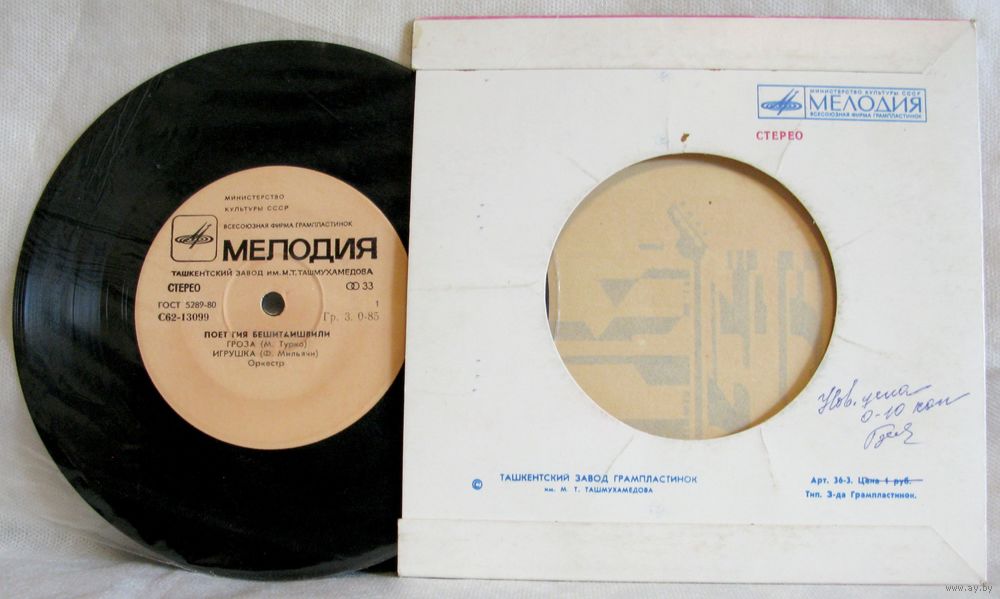 МИНИСТЕРСТВО
КУЛЬТУРЫ СССР
ВСЕСОЮЗНАЯ ФИРМА ГРАМПЛАСТИНОК
МЕЛОДИЯ
ТАШКЕНТСКИЙ ЗАВОД ИМ. М.Т. ТАШМУХАМЕДОВА
СТЕРЕО 33
ГОСТ 5289-80 1
С62-13099 Гр. 3. 0-85
ПОЕТ ГИЯ БЕШИТАИШВИЛИ
ГРОЗА (М. Турко)
ИГРУШКА (Ф. Мильячи)
Оркестр
МИНИСТЕРСТВО КУЛЬТУРЫ СССР
МЕЛОДИЯ
ВСЕСОЮЗНАЯ ФИРМА ГРАМПЛАСТИНОК
СТЕРЕО
Нов. цена
0-10 коп
© ТАШКЕНТСКИЙ ЗАВОД ГРАМПЛАСТИНОК
им. М. Т. ТАШМУХАМЕДОВА
Арт. 36-3. Цена 1 руб.
Тип. З-да Грампластинок.
www.ay.by